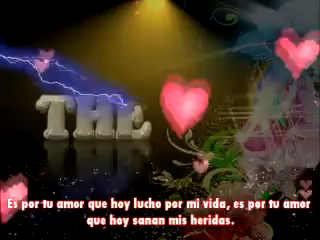 THE
Es por tu amor que hoy lucho por mi vida, es por tu amor
que hoy sanan mis heridas.